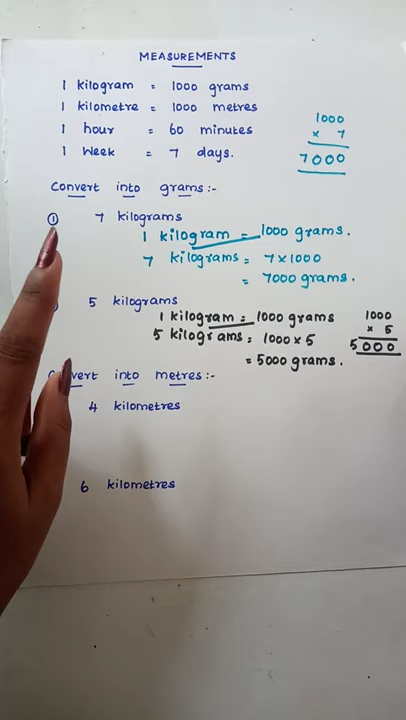 MEASUREMENTS
1 kilogram = 1000 grams
1 kilometre = 1000 metres
1 hour = 60 minutes
1 Week = 7 days.
1000
× 7
7000
Convert into grams:-
① 7 kilograms
1 kilogram = 1000 grams.
7 kilograms = 7×1000
= 7000 grams.
5 kilograms
1 kilogram = 1000 grams
5 kilograms = 1000×5
= 5000 grams.
1000
× 5
5000
into metres:-
4 kilometres
6 kilometres